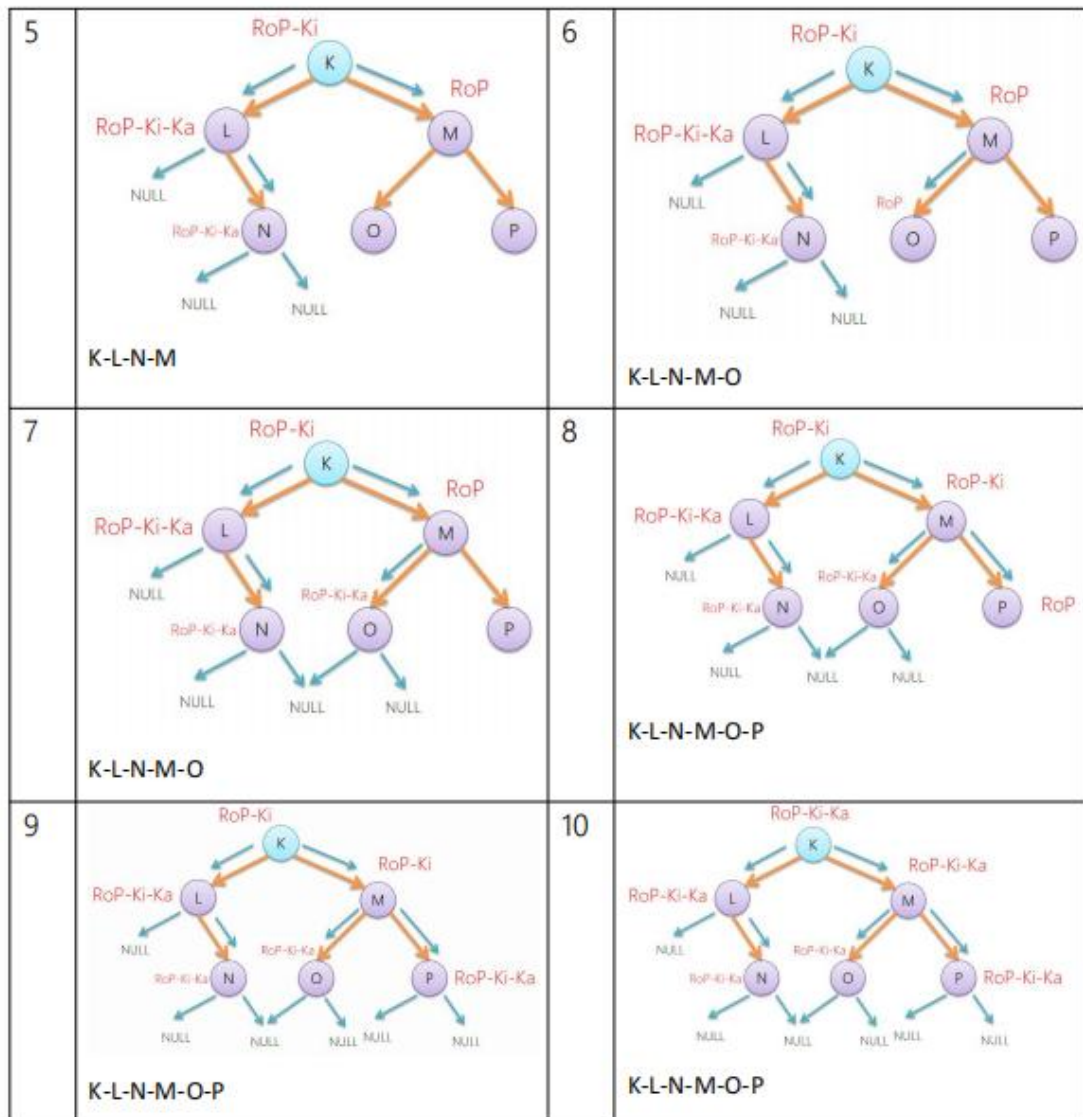 5
RoP-Ki
K
RoP
RoP-Ki-Ka
L
M
NULL
RoP-Ki-Ka
N
O
P
NULL
NULL
K-L-N-M
6
RoP-Ki
K
RoP
RoP-Ki-Ka
L
M
NULL
RoP
RoP-Ki-Ka
N
O
P
NULL
NULL
K-L-N-M-O
7
RoP-Ki
K
RoP
RoP-Ki-Ka
L
M
NULL
RoP-Ki-Ka
RoP-Ki-Ka
N
O
P
NULL
NULL
NULL
K-L-N-M-O
8
RoP-Ki
K
RoP-Ki
RoP-Ki-Ka
L
M
NULL
RoP-Ki-Ka
RoP-Ki-Ka
N
O
P
RoP
NULL
NULL
NULL
K-L-N-M-O-P
9
RoP-Ki
K
RoP-Ki
RoP-Ki-Ka
L
M
NULL
RoP-Ki-Ka
RoP-Ki-Ka
N
O
P
RoP-Ki-Ka
NULL
NULL
NULL
NULL
NULL
K-L-N-M-O-P
10
RoP-Ki-Ka
K
RoP-Ki-Ka
RoP-Ki-Ka
L
M
NULL
RoP-Ki-Ka
RoP-Ki-Ka
N
O
P
RoP-Ki-Ka
NULL
NULL
NULL
NULL
NULL
K-L-N-M-O-P